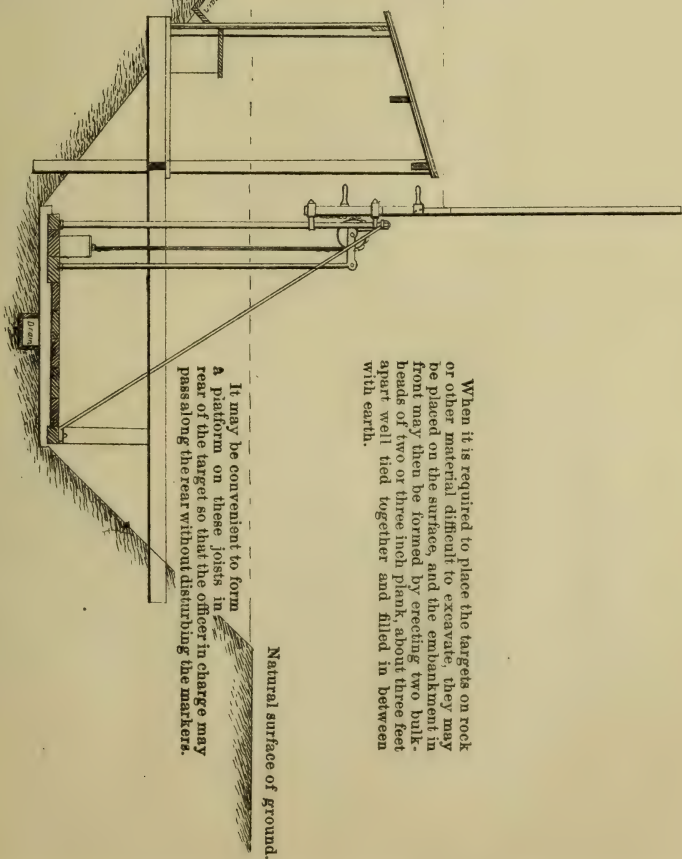 When it is required to place the targets on rock
or other material difficult to excavate, they may
be placed on the surface, and the embankment in
front may then be formed by erecting two bulk-
heads of two or three inch plank, about three feet
apart well tied together and filled in between
with earth.
Natural surface of ground.
It may be convenient to form
a platform on these joists in
rear of the target so that the officer in charge may
pass along the rear without disturbing the markers.
Drain